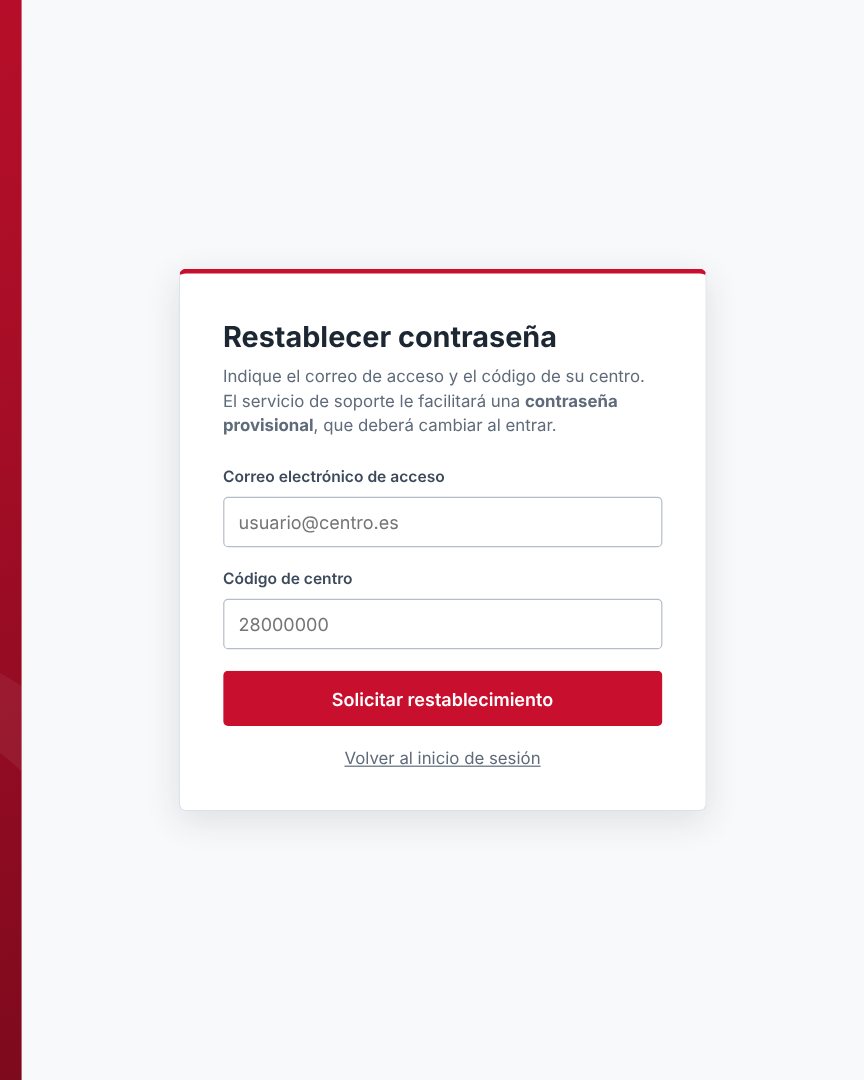 Restablecer contraseña
Indique el correo de acceso y el código de su centro.
El servicio de soporte le facilitará una contraseña
provisional, que deberá cambiar al entrar.
Correo electrónico de acceso
usuario@centro.es
Código de centro
28000000
Solicitar restablecimiento
Volver al inicio de sesión